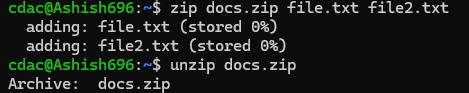 cdac@Ashish696:~$ zip docs.zip file.txt file2.txt
  adding: file.txt (stored 0%)
  adding: file2.txt (stored 0%)
cdac@Ashish696:~$ unzip docs.zip
Archive:  docs.zip